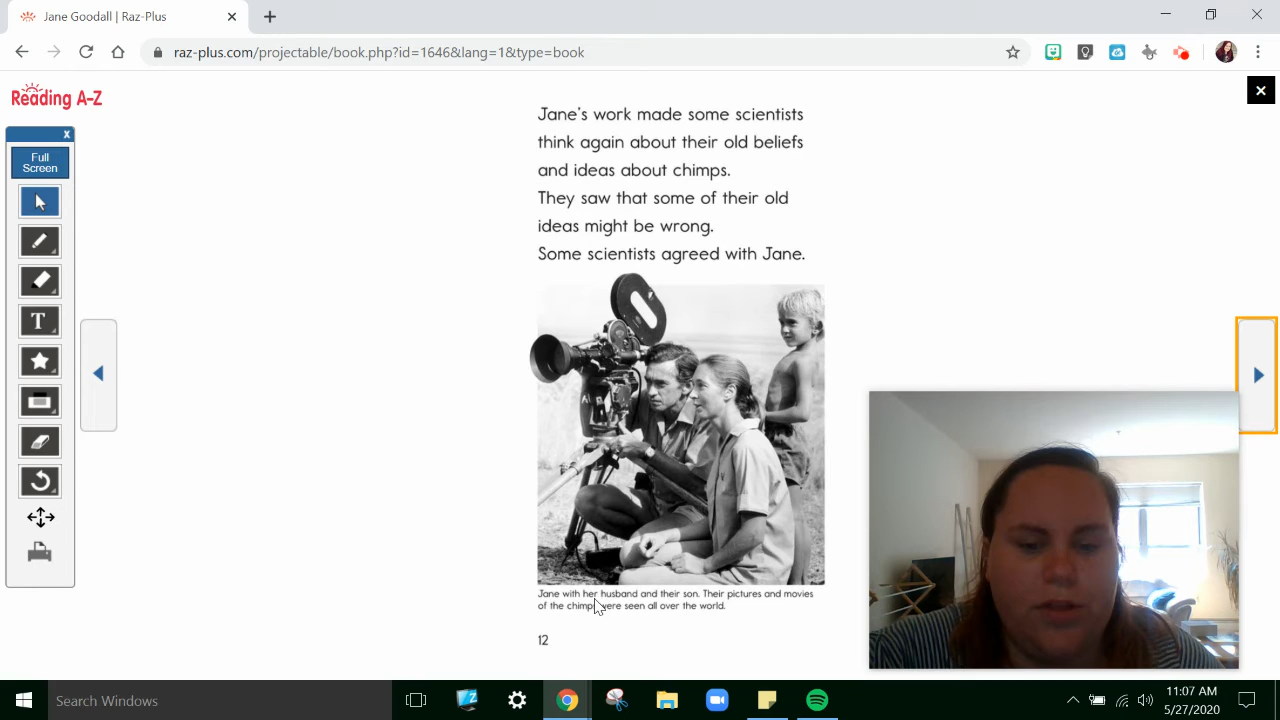 Jane Goodall | Raz-Plus
raz-plus.com/projectable/book.php?id=1646&lang=1&type=book
Reading A-Z
x
Full
Screen
T
Jane's work made some scientists
think again about their old beliefs
and ideas about chimps.
They saw that some of their old
ideas might be wrong.
Some scientists agreed with Jane.
Jane with her husband and their son. Their pictures and movies
of the chimps were seen all over the world.
12
Search Windows
11:07 AM
5/27/2020